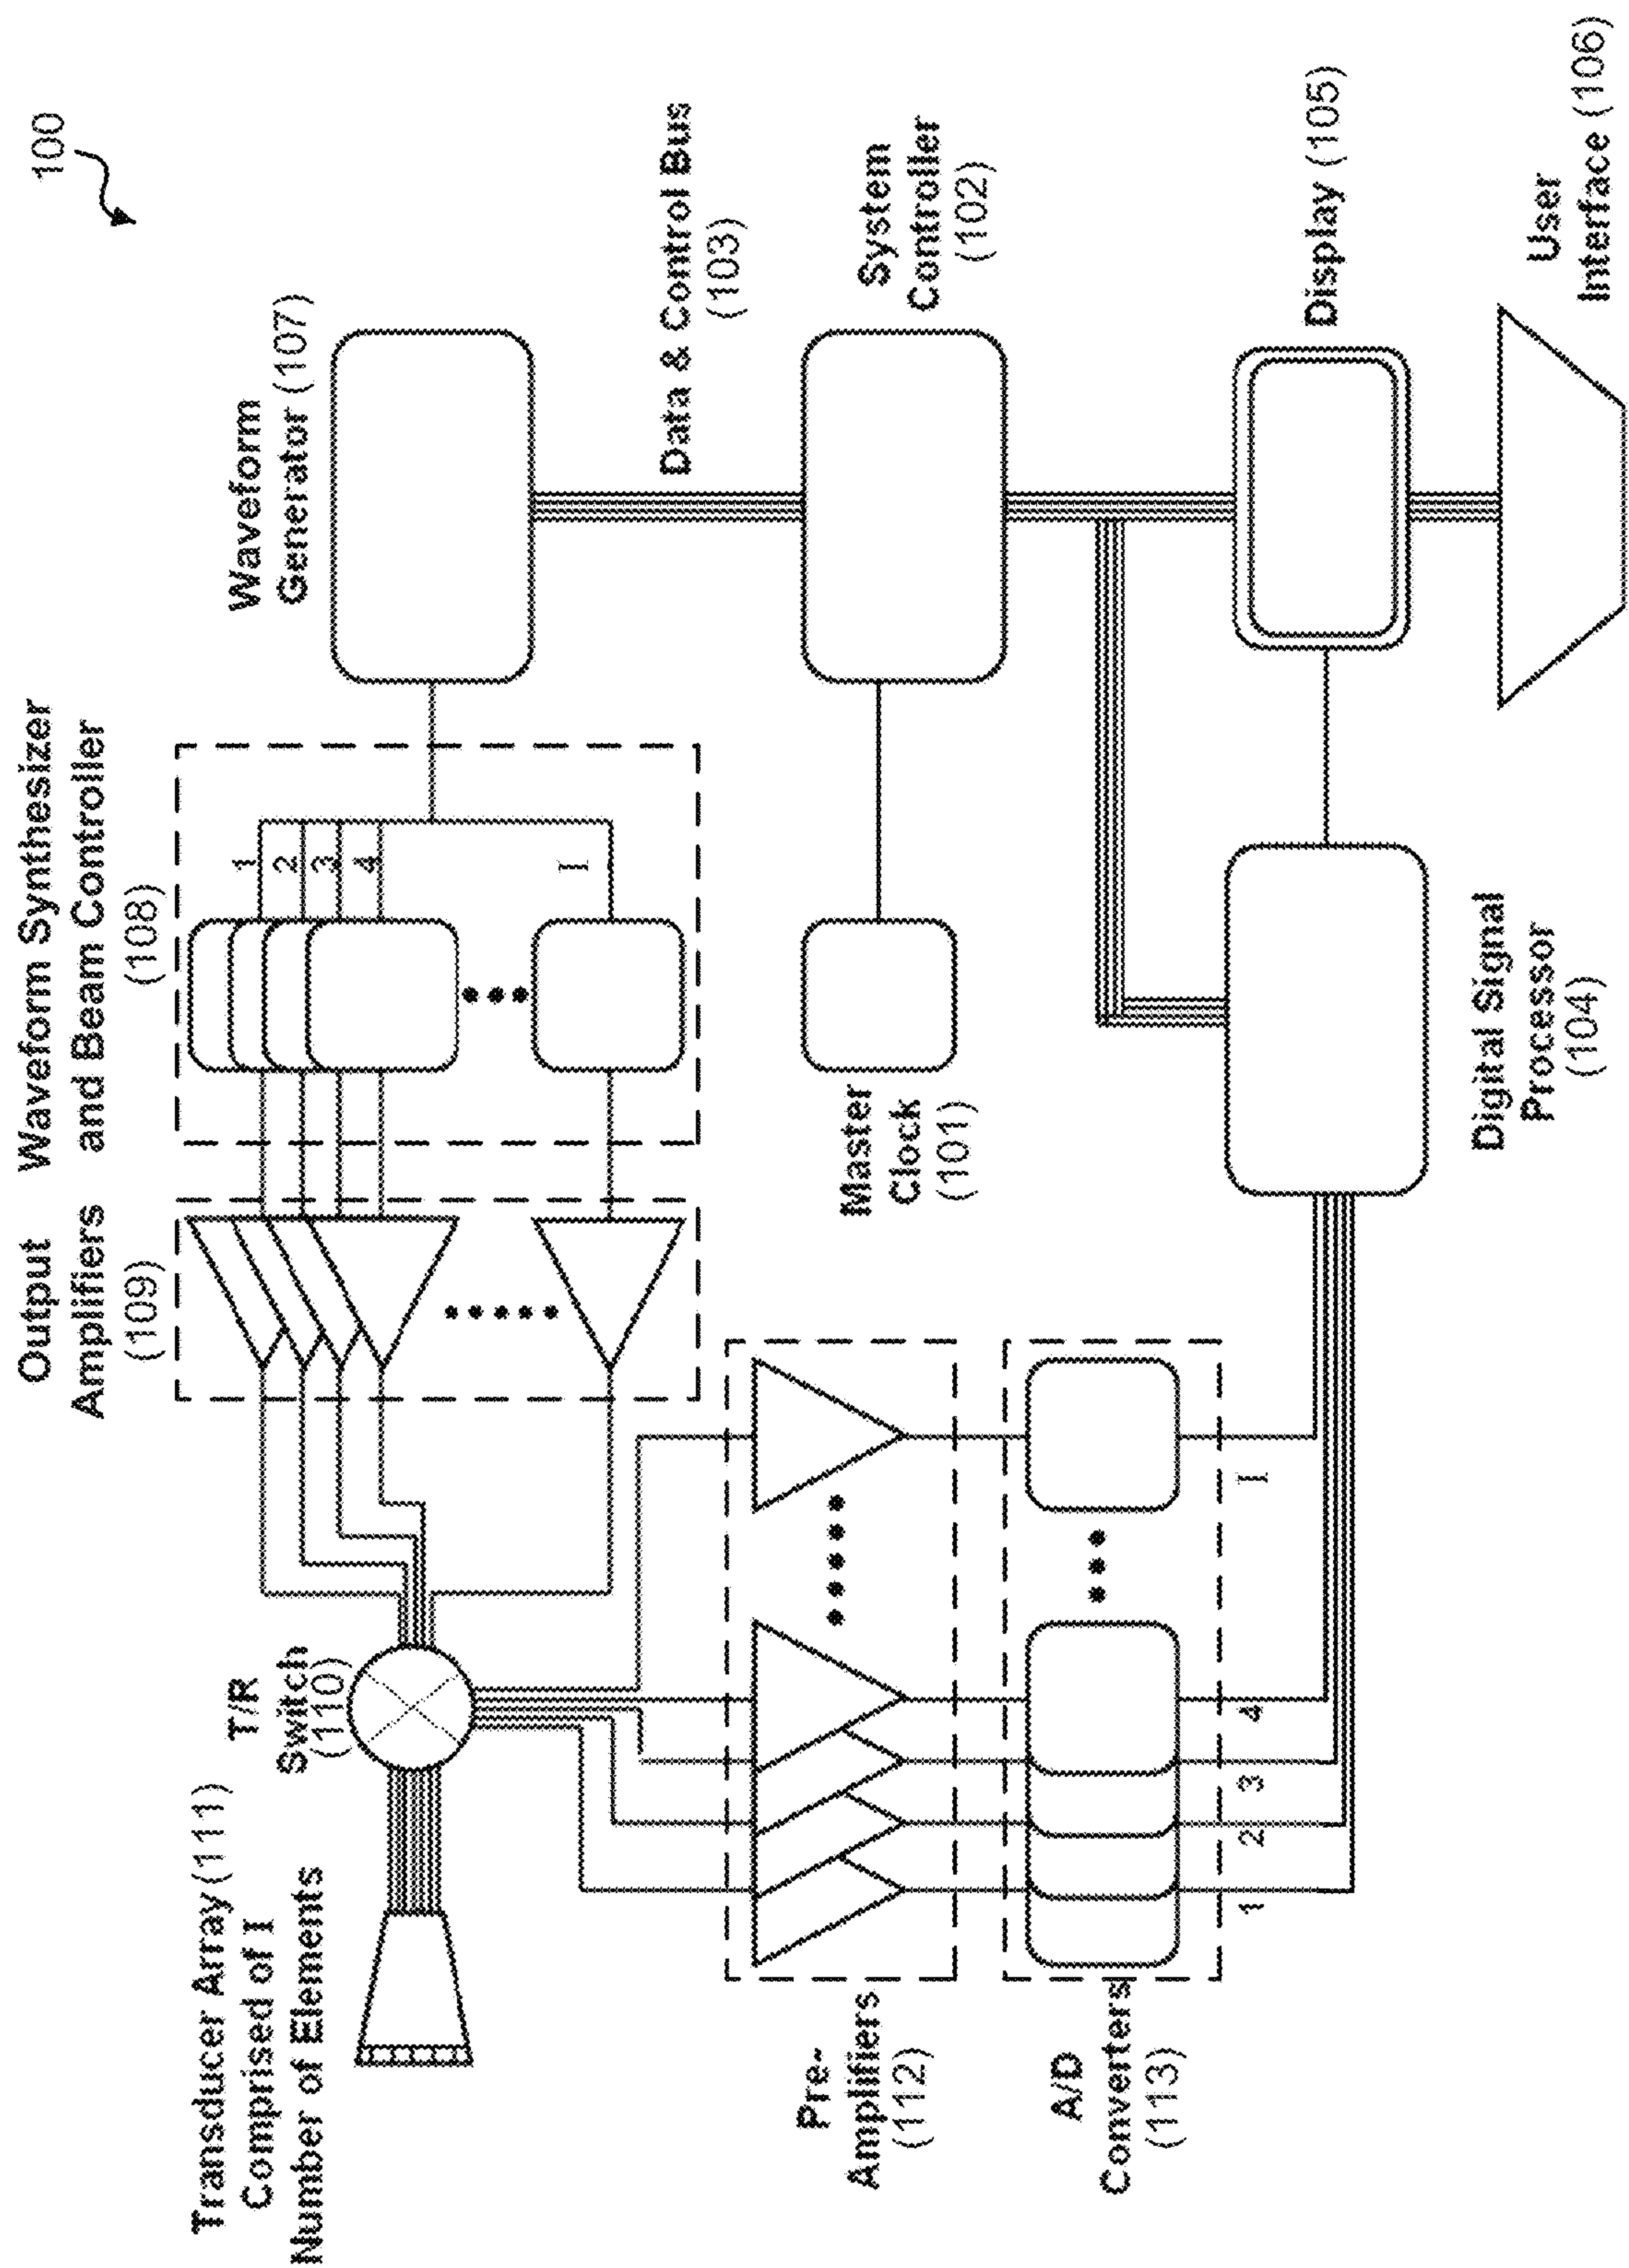 100
Transducer Array (111)
Comprised of I
Number of Elements
T/R
Switch
(110)
Output
Amplifiers
(109)
Waveform Synthesizer
and Beam Controller
(108)
1
2
3
4
I
Waveform
Generator (107)
Data & Control Bus
(103)
Master
Clock
(101)
System
Controller
(102)
Pre-
Amplifiers
(112)
A/D
Converters
(113)
1
2
3
4
I
Digital Signal
Processor
(104)
Display (105)
User
Interface (106)